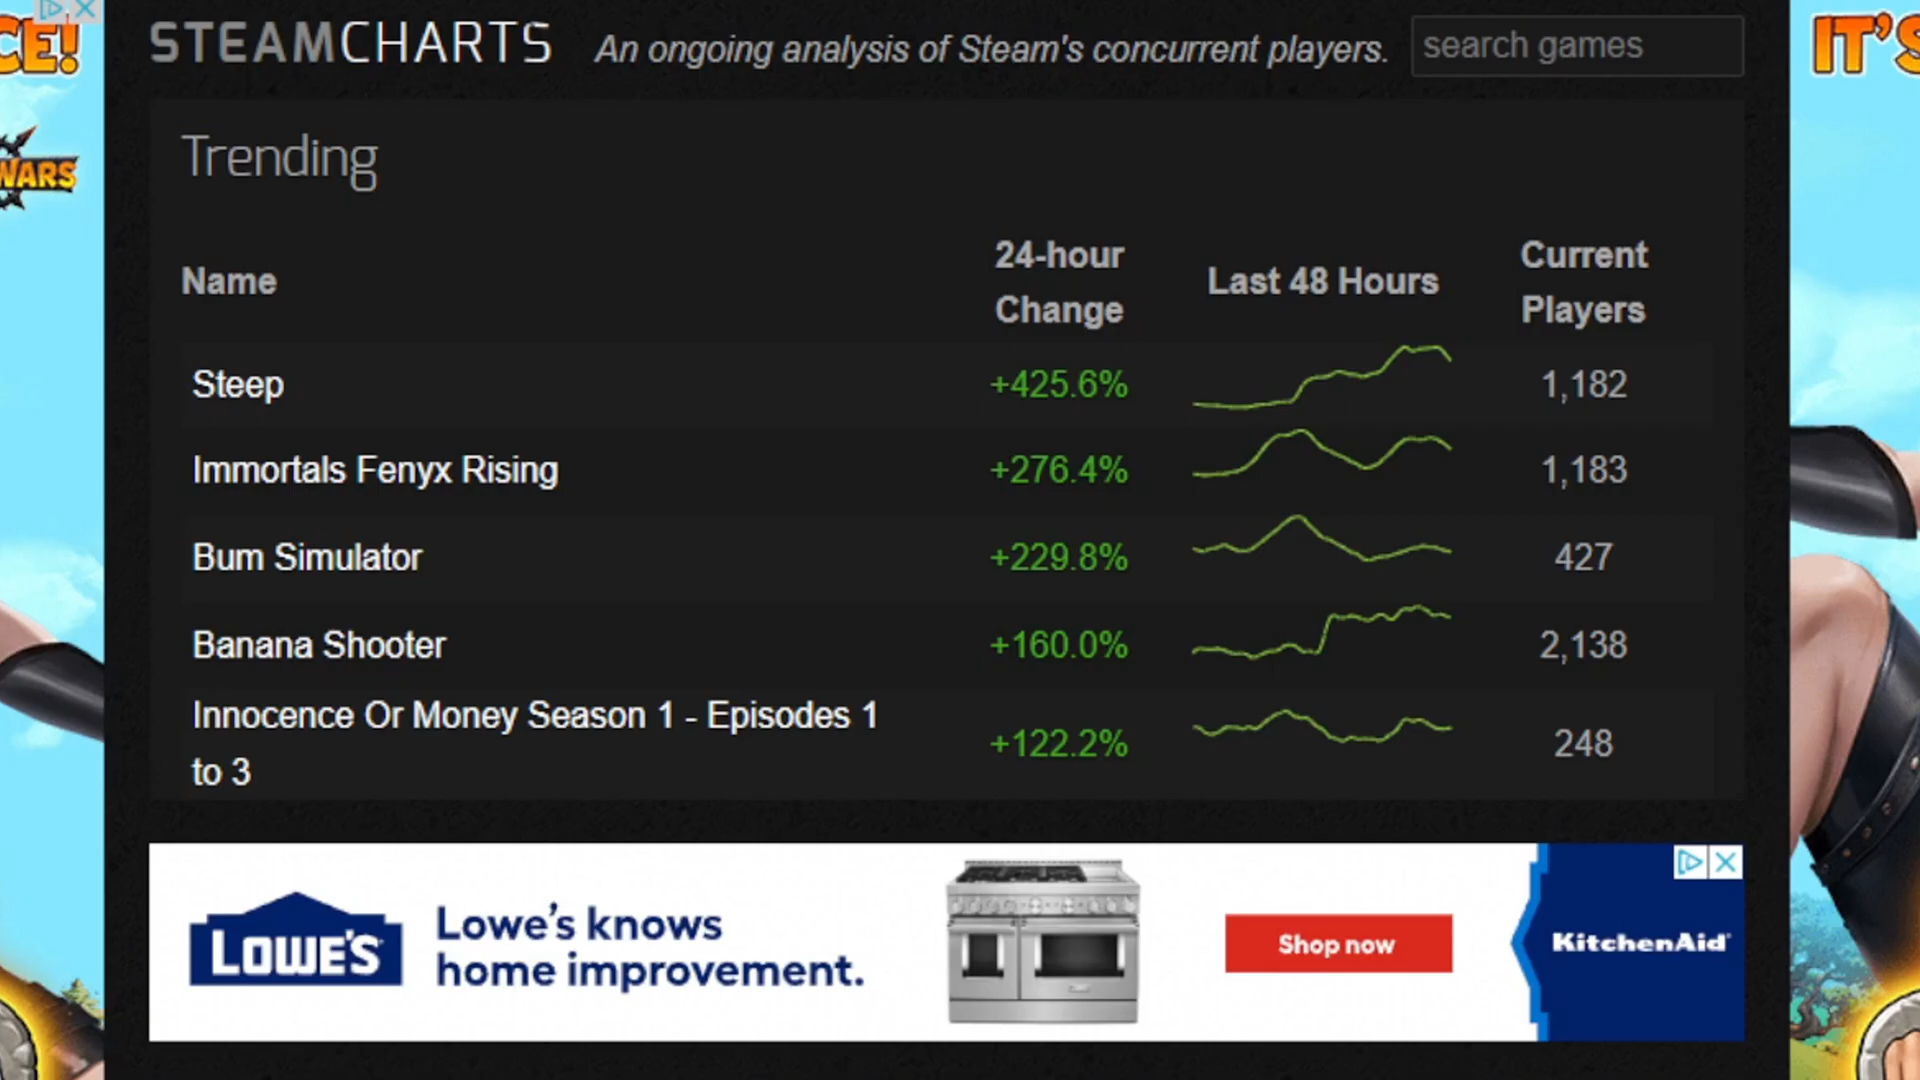 CE!
STEAMCHARTS An ongoing analysis of Steam's concurrent players. search games
IT'S
WARS
Trending
Name 24-hour Change Last 48 Hours Current Players
Steep +425.6% 1,182
Immortals Fenyx Rising +276.4% 1,183
Bum Simulator +229.8% 427
Banana Shooter +160.0% 2,138
Innocence Or Money Season 1 - Episodes 1
to 3 +122.2% 248
LOWE'S
Lowe's knows
home improvement.
Shop now
KitchenAid